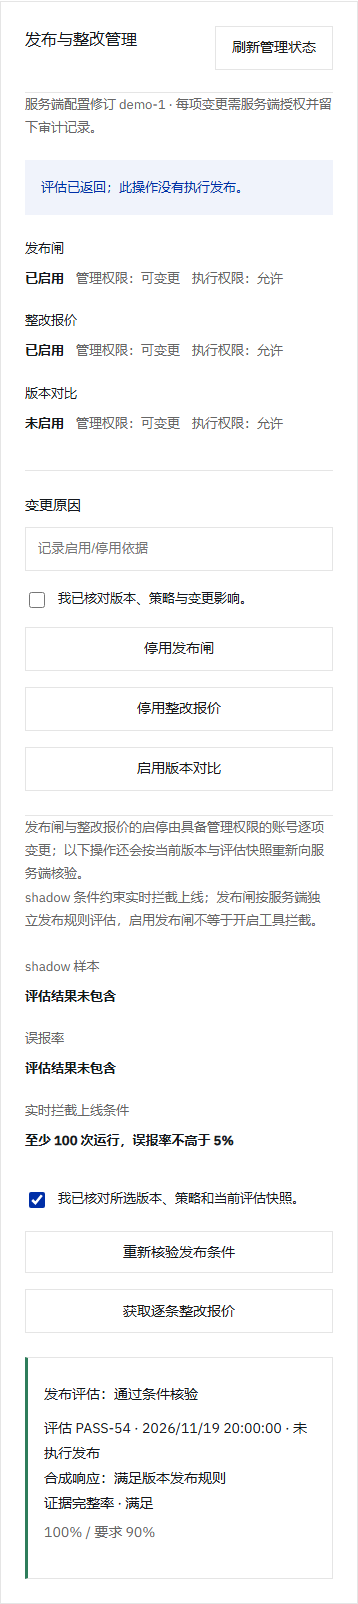 发布与整改管理
刷新管理状态
服务端配置修订 demo-1 · 每项变更需服务端授权并留
下审计记录。
评估已返回；此操作没有执行发布。
发布闸
已启用 管理权限：可变更 执行权限：允许
整改报价
已启用 管理权限：可变更 执行权限：允许
版本对比
未启用 管理权限：可变更 执行权限：允许
变更原因
记录启用/停用依据
我已核对版本、策略与变更影响。
停用发布闸
停用整改报价
启用版本对比
发布闸与整改报价的启停由具备管理权限的账号逐项
变更；以下操作还会按当前版本与评估快照重新向服
务端核验。
shadow 条件约束实时拦截上线；发布闸按服务端独
立发布规则评估，启用发布闸不等于开启工具拦截。
shadow 样本
评估结果未包含
误报率
评估结果未包含
实时拦截上线条件
至少 100 次运行，误报率不高于 5%
我已核对所选版本、策略和当前评估快照。
重新核验发布条件
获取逐条整改报价
发布评估：通过条件核验
评估 PASS-54 · 2026/11/19 20:00:00 · 未
执行发布
合成响应：满足版本发布规则
证据完整率 · 满足
100% / 要求 90%